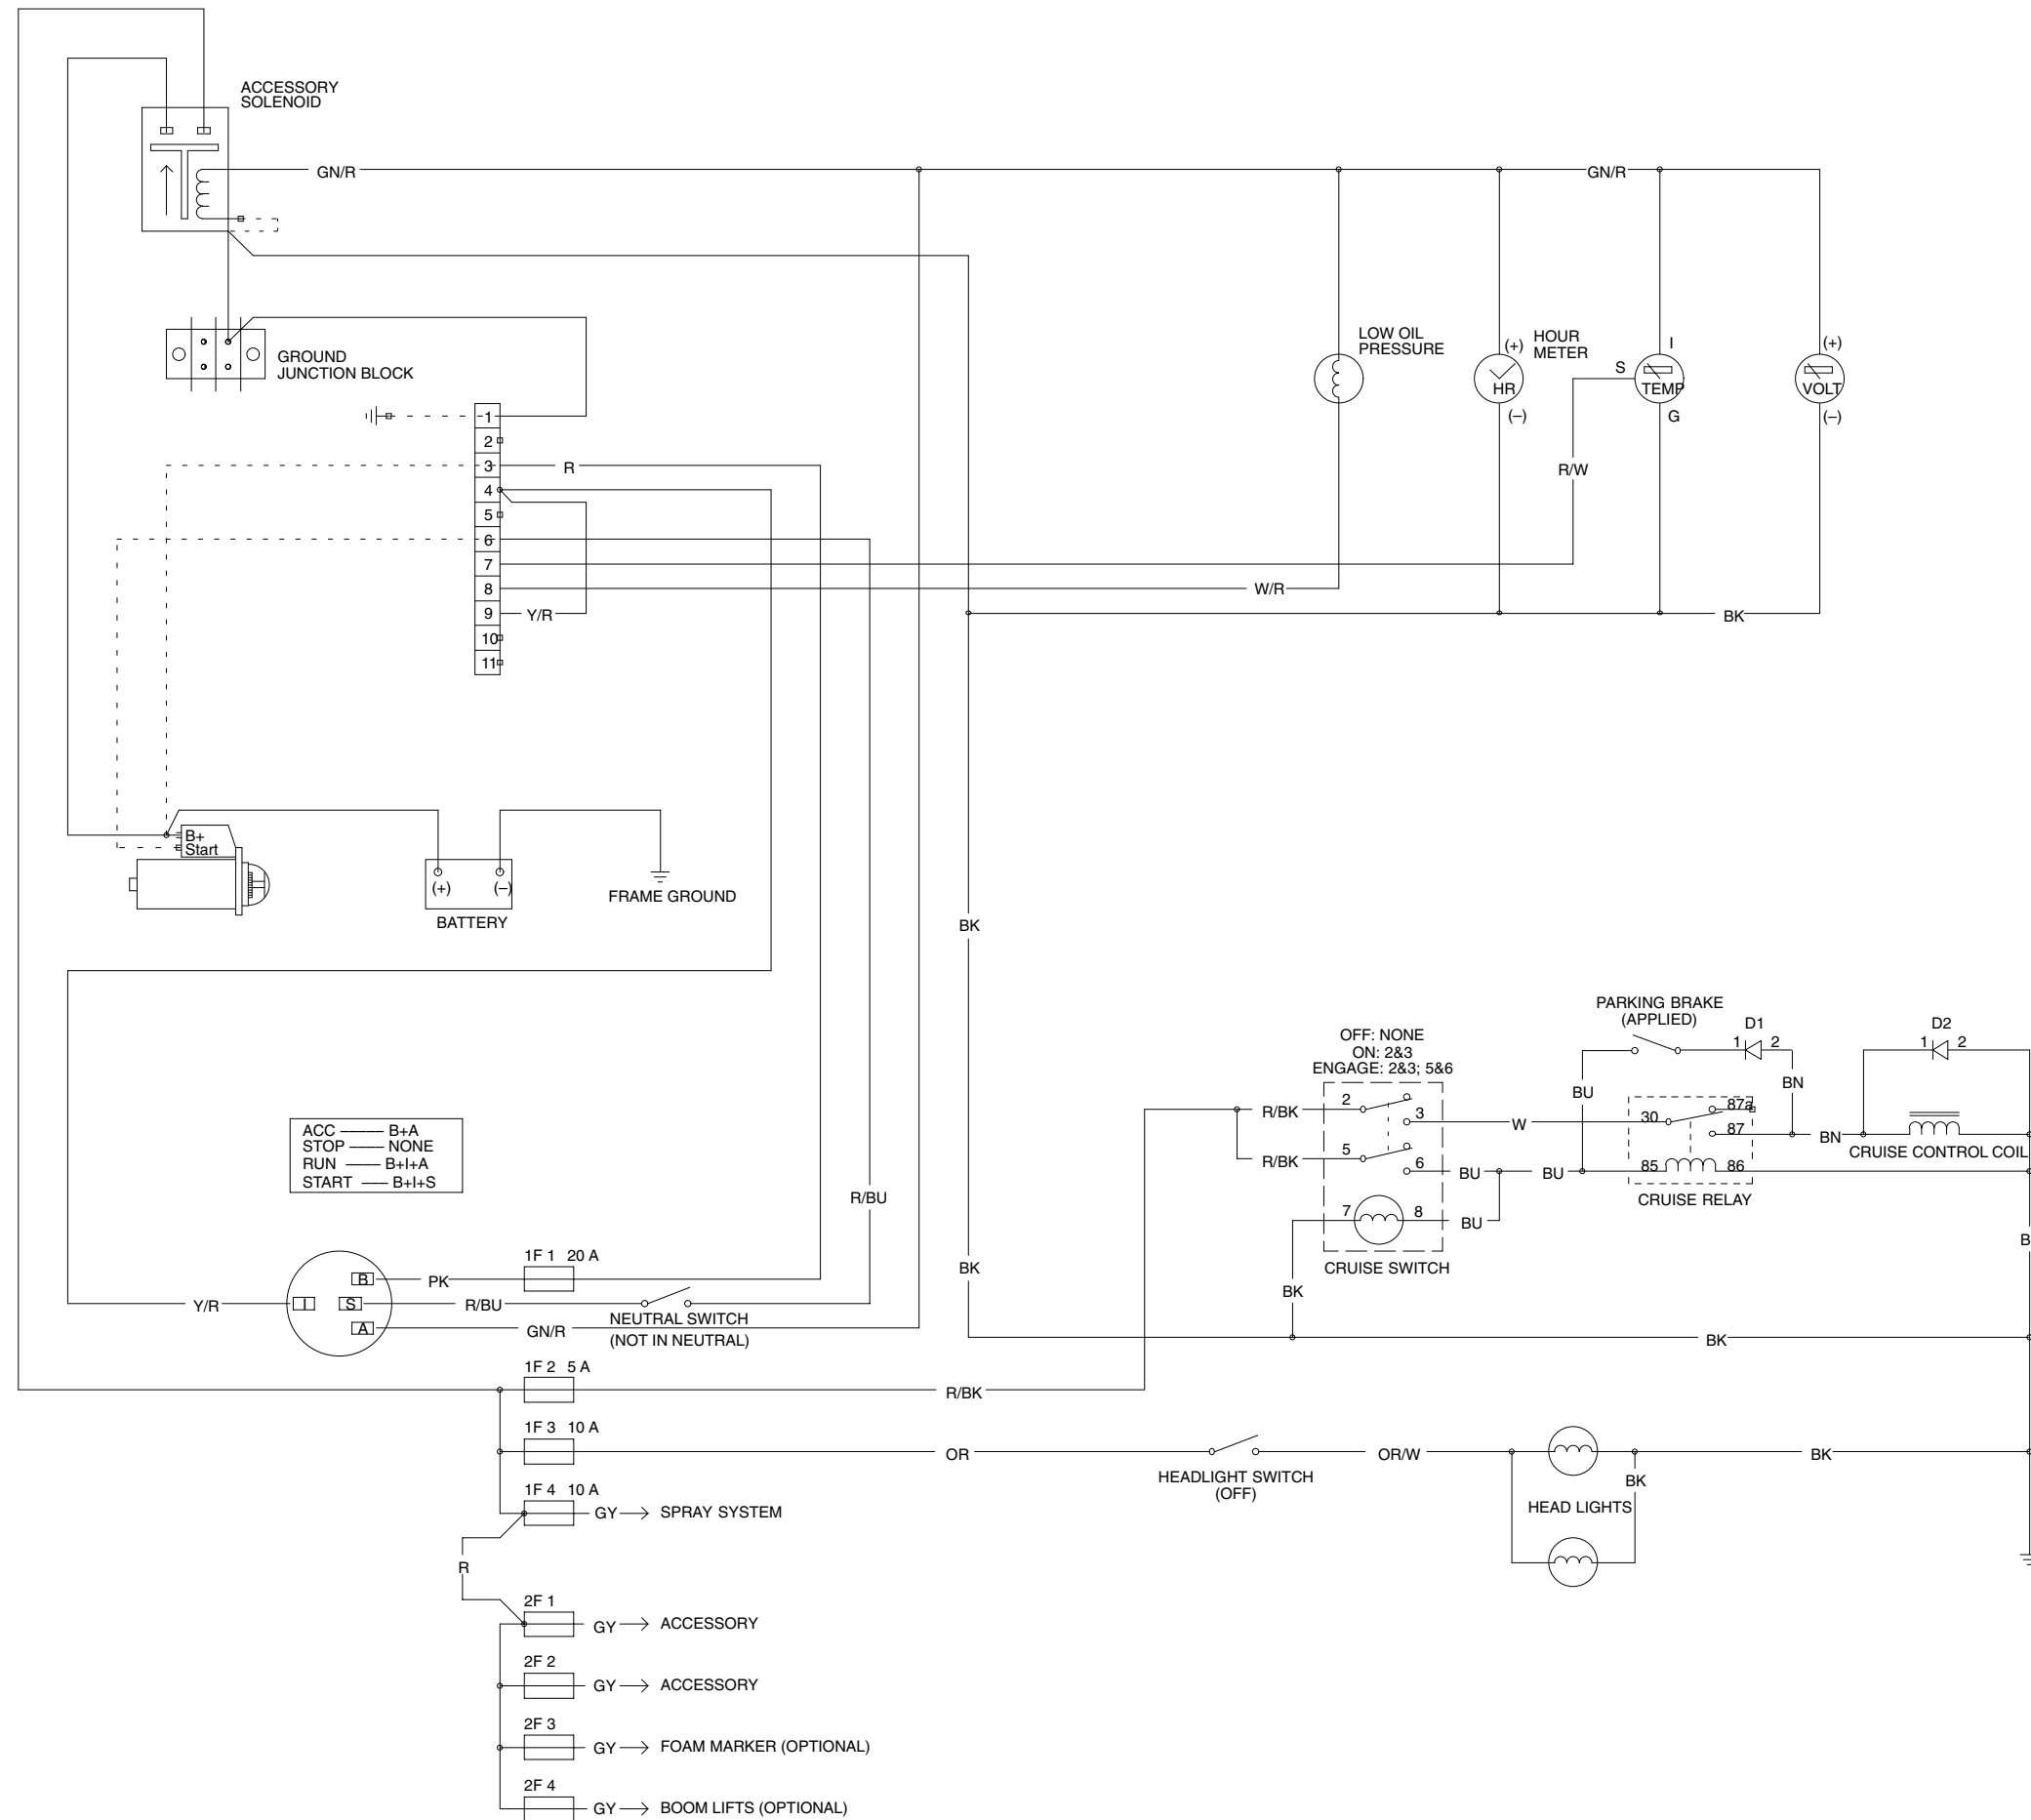 ACCESSORY
SOLENOID
GN/R
GN/R
GROUND
JUNCTION BLOCK
LOW OIL
PRESSURE
(+)
HOUR
METER
HR
(–)
I
S
TEMP
G
(+)
VOLT
(–)
R/W
1
2
3
R
4
5
6
7
8
W/R
9
Y/R
BK
10
11
B+
Start
(+)
(–)
BATTERY
FRAME GROUND
BK
PARKING BRAKE
(APPLIED)
D1
1
2
D2
1
2
OFF: NONE
ON: 2&3
ENGAGE: 2&3; 5&6
BU
BN
R/BK
2
3
W
30
87a
87
BN
CRUISE CONTROL COIL
R/BK
5
6
BU
BU
85
86
CRUISE RELAY
7
8
BU
CRUISE SWITCH
BK
BK
B
ACC ––––– B+A
STOP –––– NONE
RUN –––– B+I+A
START ––– B+I+S
R/BU
1F 1 20 A
B
PK
Y/R
I
S
R/BU
NEUTRAL SWITCH
(NOT IN NEUTRAL)
A
GN/R
BK
1F 2 5 A
R/BK
1F 3 10 A
OR
HEADLIGHT SWITCH
(OFF)
OR/W
BK
BK
HEAD LIGHTS
1F 4 10 A
GY
SPRAY SYSTEM
R
2F 1
GY
ACCESSORY
2F 2
GY
ACCESSORY
2F 3
GY
FOAM MARKER (OPTIONAL)
2F 4
GY
BOOM LIFTS (OPTIONAL)